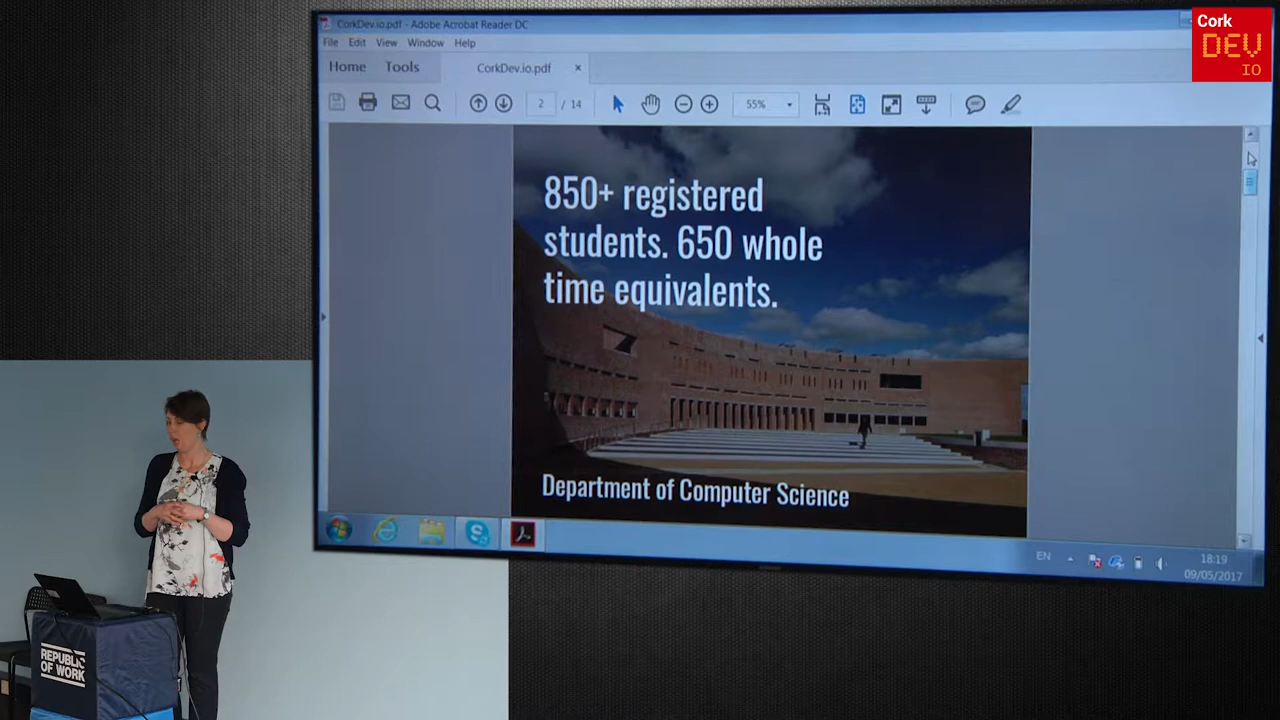 CorkDev.io.pdf - Adobe Acrobat Reader DC
File Edit View Window Help
Home Tools CorkDev.io.pdf ×
2 / 14 55%
850+ registered
students. 650 whole
time equivalents.
Department of Computer Science
EN 18:19
09/05/2017
Cork
DEV
IO
REPUBLIC
OF WORK